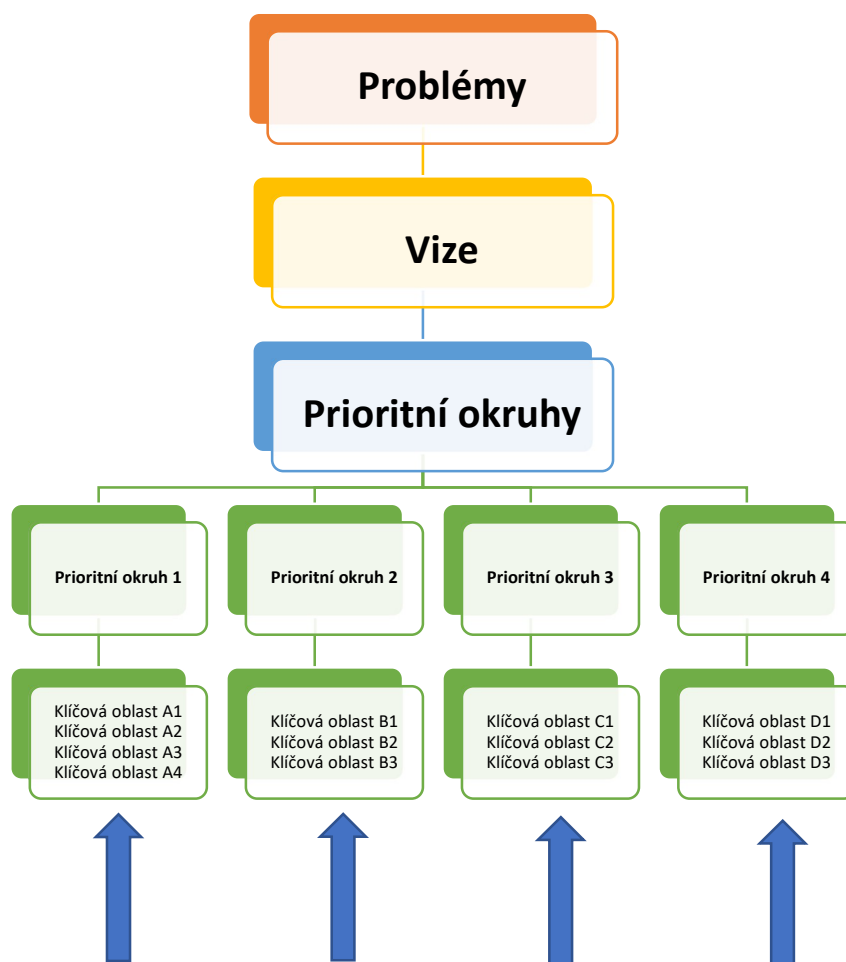 Problémy
Vize
Prioritní okruhy
Prioritní okruh 1
Prioritní okruh 2
Prioritní okruh 3
Prioritní okruh 4
Klíčová oblast A1
Klíčová oblast A2
Klíčová oblast A3
Klíčová oblast A4
Klíčová oblast B1
Klíčová oblast B2
Klíčová oblast B3
Klíčová oblast C1
Klíčová oblast C2
Klíčová oblast C3
Klíčová oblast D1
Klíčová oblast D2
Klíčová oblast D3